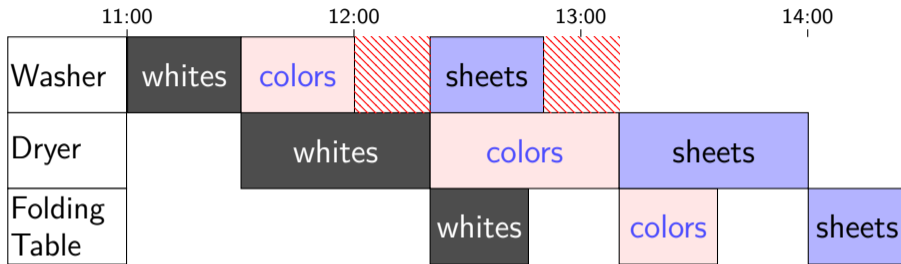 11:00 12:00 13:00 14:00
Washer whites colors sheets
Dryer whites colors sheets
Folding
Table
whites colors sheets